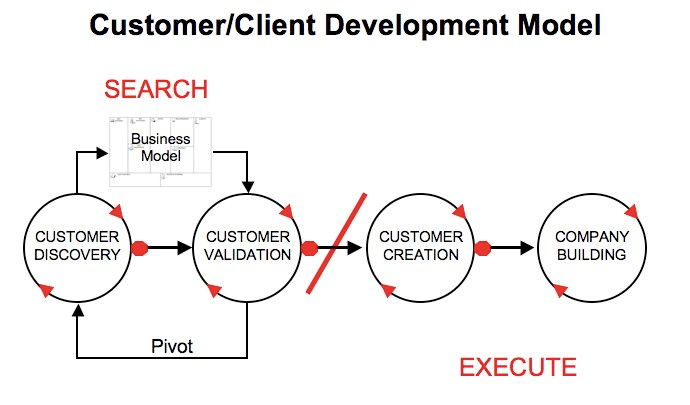 Customer/Client Development Model
SEARCH
Business
Model
CUSTOMER
DISCOVERY
CUSTOMER
VALIDATION
CUSTOMER
CREATION
COMPANY
BUILDING
Pivot
EXECUTE